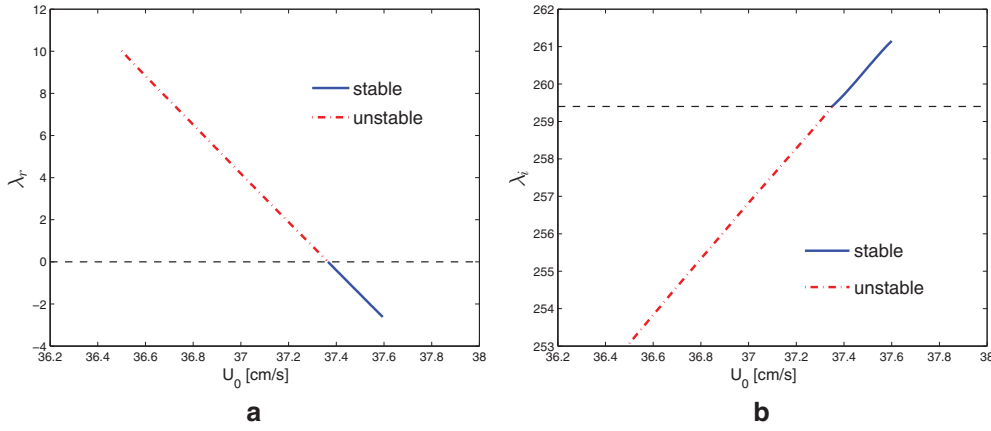 12
10
8
6
4
2
0
−2
−4
λr
stable
unstable
36.2 36.4 36.6 36.8 37 37.2 37.4 37.6 37.8 38
U0 [cm/s]
a
262
261
260
259
258
257
256
255
254
253
λi
stable
unstable
36.2 36.4 36.6 36.8 37 37.2 37.4 37.6 37.8 38
U0 [cm/s]
b